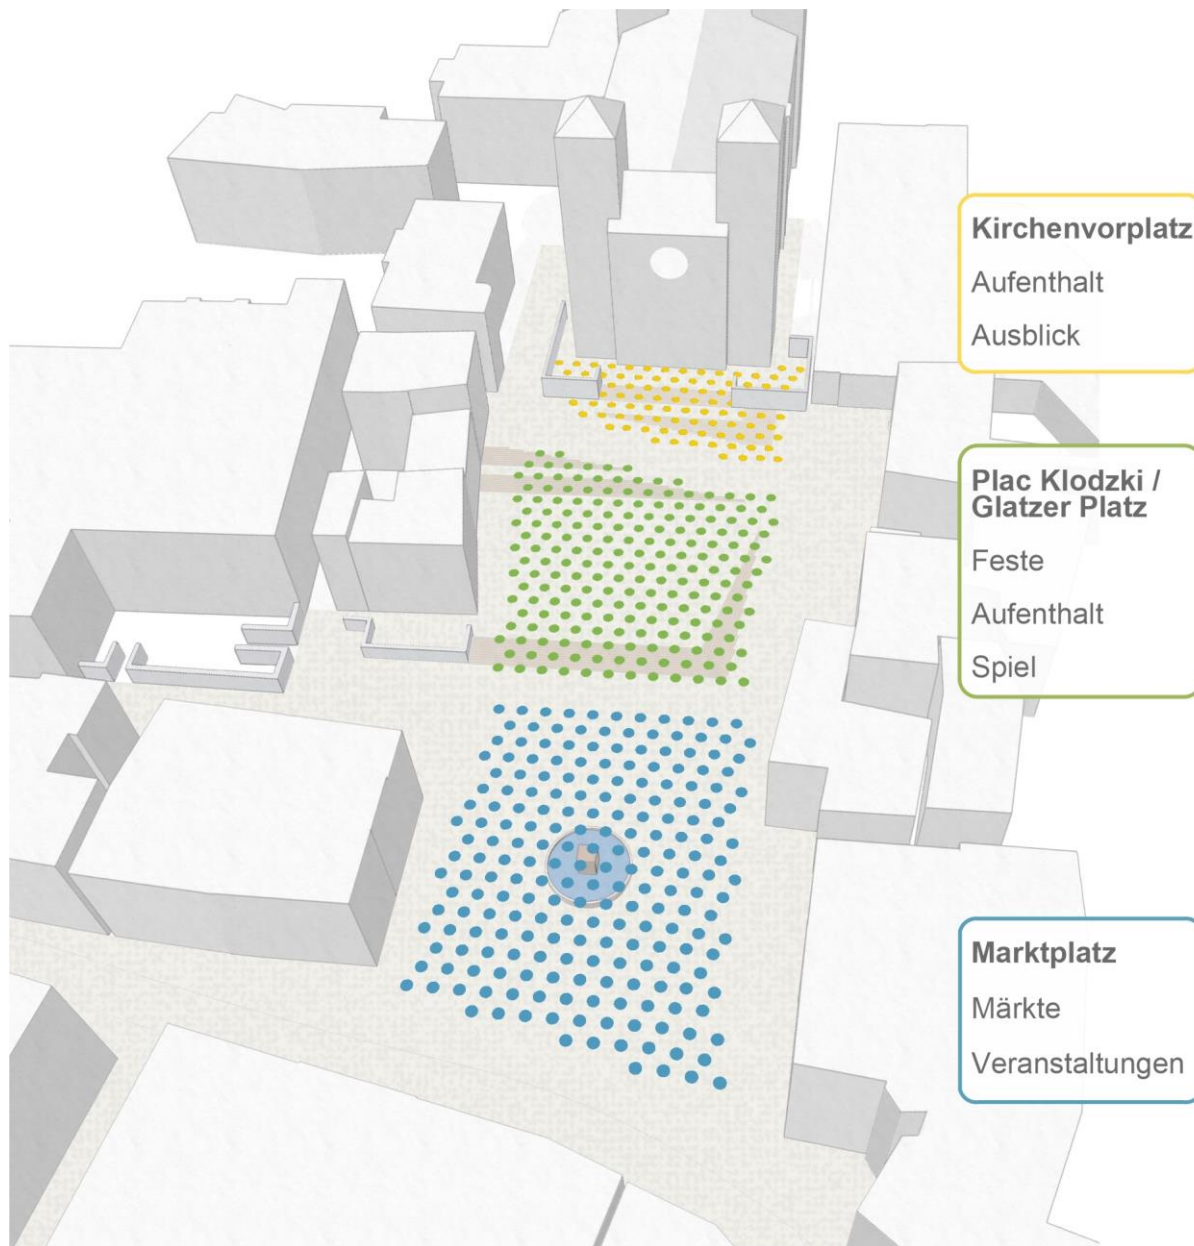 Kirchenvorplatz
Aufenthalt
Ausblick
Plac Klodzki /
Glatzer Platz
Feste
Aufenthalt
Spiel
Marktplatz
Märkte
Veranstaltungen